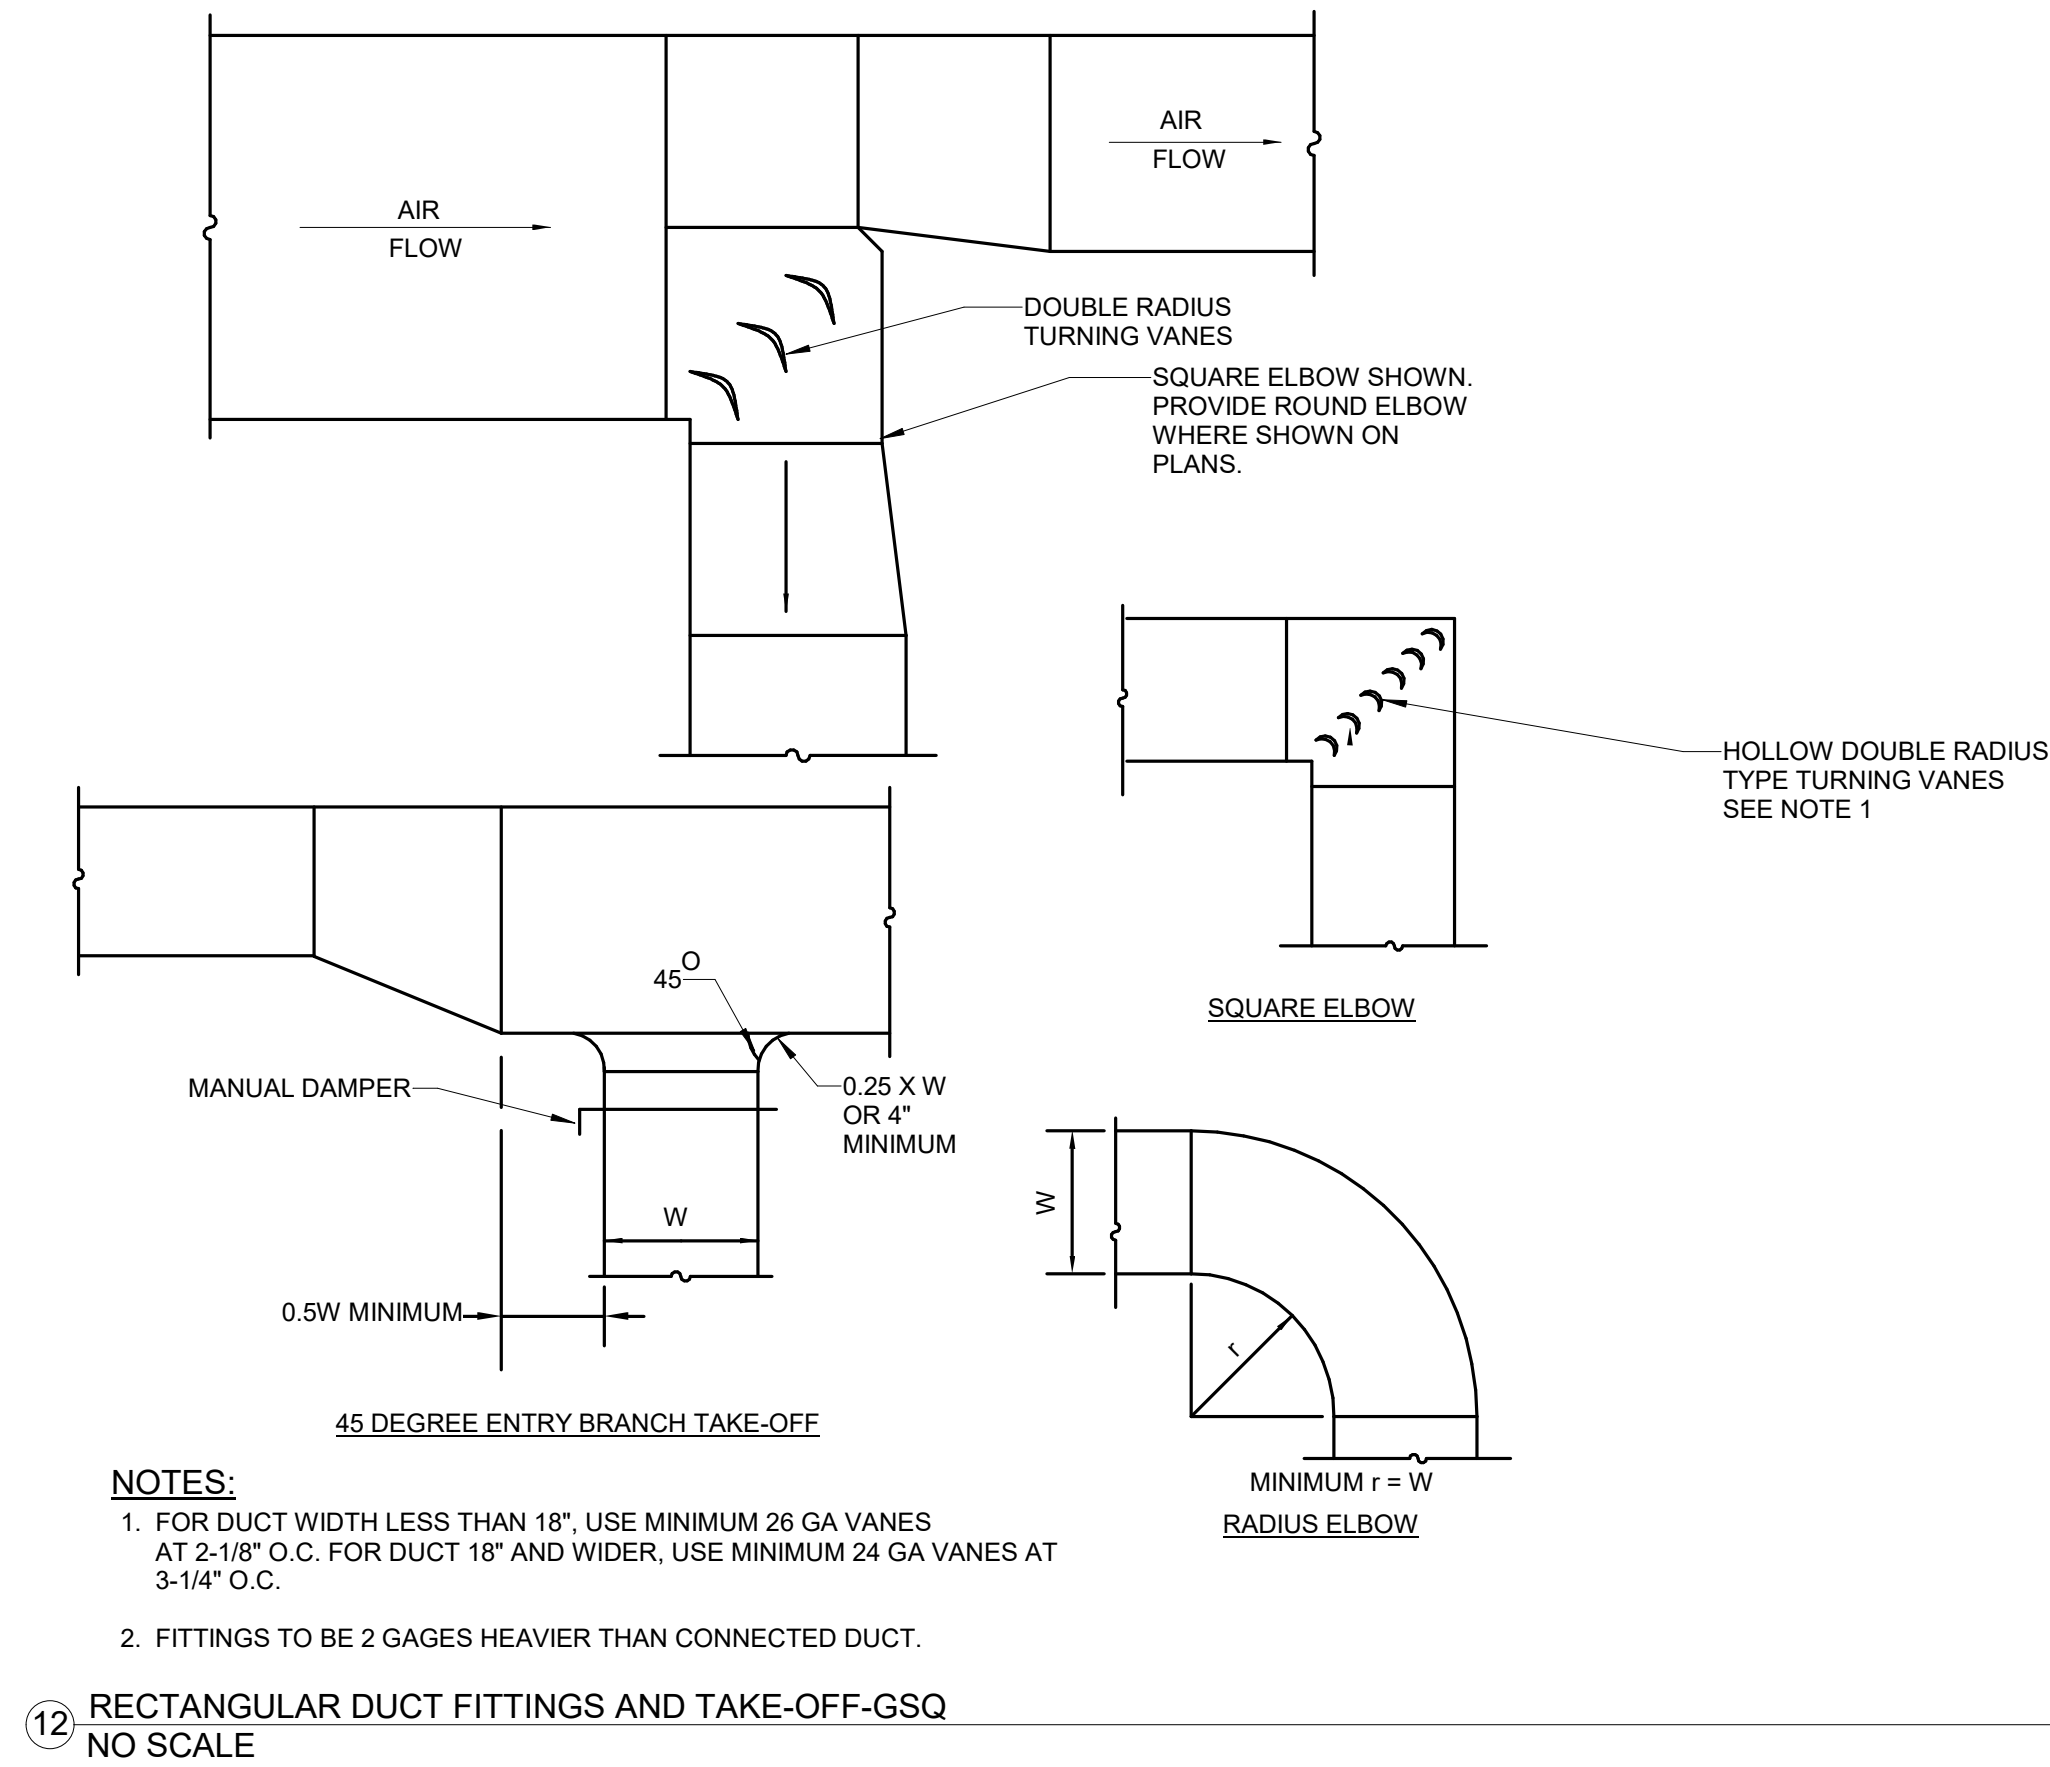 AIR
FLOW
AIR
FLOW
DOUBLE RADIUS
TURNING VANES
SQUARE ELBOW SHOWN.
PROVIDE ROUND ELBOW
WHERE SHOWN ON
PLANS.
HOLLOW DOUBLE RADIUS
TYPE TURNING VANES
SEE NOTE 1
SQUARE ELBOW
45O
MANUAL DAMPER
0.25 X W
OR 4"
MINIMUM
W
0.5W MINIMUM
45 DEGREE ENTRY BRANCH TAKE-OFF
W
r
MINIMUM r = W
RADIUS ELBOW
NOTES:
1. FOR DUCT WIDTH LESS THAN 18", USE MINIMUM 26 GA VANES
AT 2-1/8" O.C. FOR DUCT 18" AND WIDER, USE MINIMUM 24 GA VANES AT
3-1/4" O.C.
2. FITTINGS TO BE 2 GAGES HEAVIER THAN CONNECTED DUCT.
12 RECTANGULAR DUCT FITTINGS AND TAKE-OFF-GSQ
NO SCALE